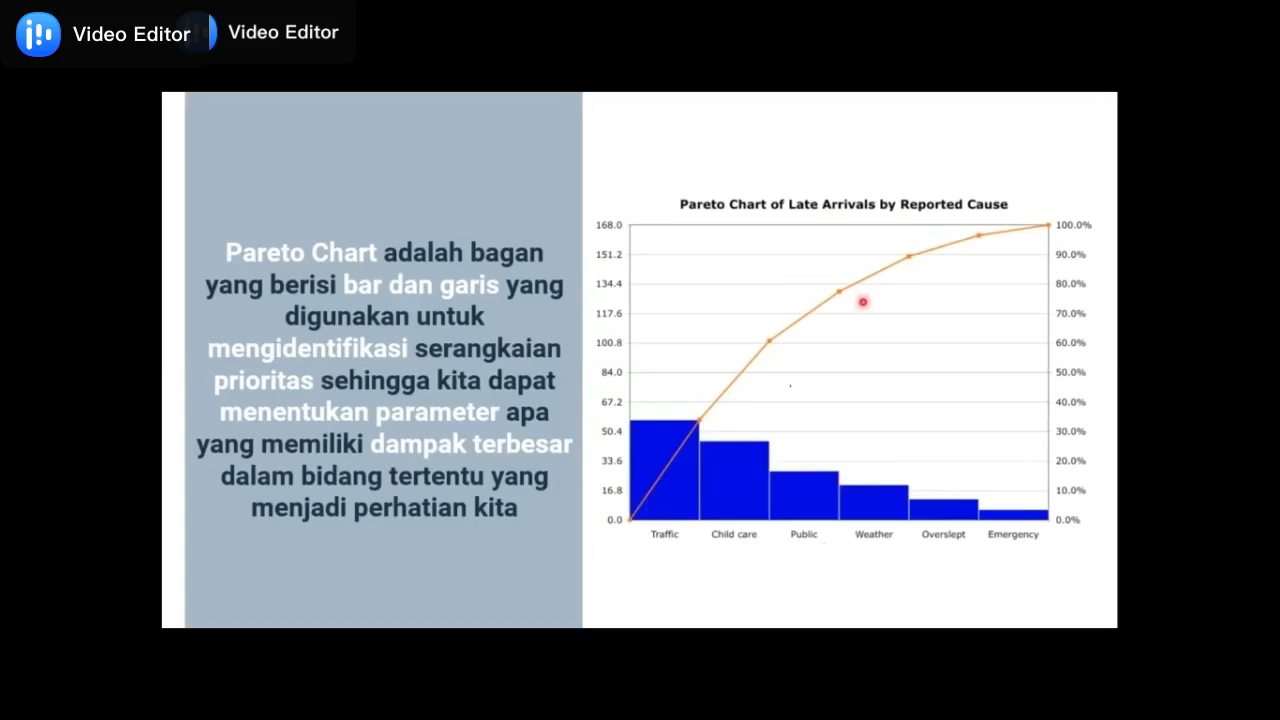 Video Editor
Video Editor
Pareto Chart adalah bagan
yang berisi bar dan garis yang
digunakan untuk
mengidentifikasi serangkaian
prioritas sehingga kita dapat
menentukan parameter apa
yang memiliki dampak terbesar
dalam bidang tertentu yang
menjadi perhatian kita
Pareto Chart of Late Arrivals by Reported Cause
168.0 100.0%
151.2 90.0%
134.4 80.0%
117.6 70.0%
100.8 60.0%
84.0 50.0%
67.2 40.0%
50.4 30.0%
33.6 20.0%
16.8 10.0%
0.0 0.0%
Traffic Child care Public Weather Overslept Emergency